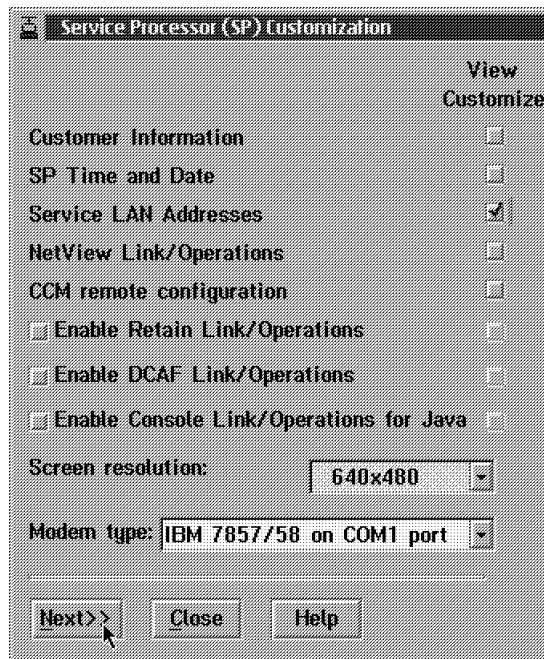 Service Processor (SP) Customization
View
Customize
Customer Information
SP Time and Date
Service LAN Addresses
NetView Link/Operations
CCM remote configuration
Enable Retain Link/Operations
Enable DCAF Link/Operations
Enable Console Link/Operations for Java
Screen resolution: 640x480
Modem type: IBM 7857/58 on COM1 port
Next>> Close Help